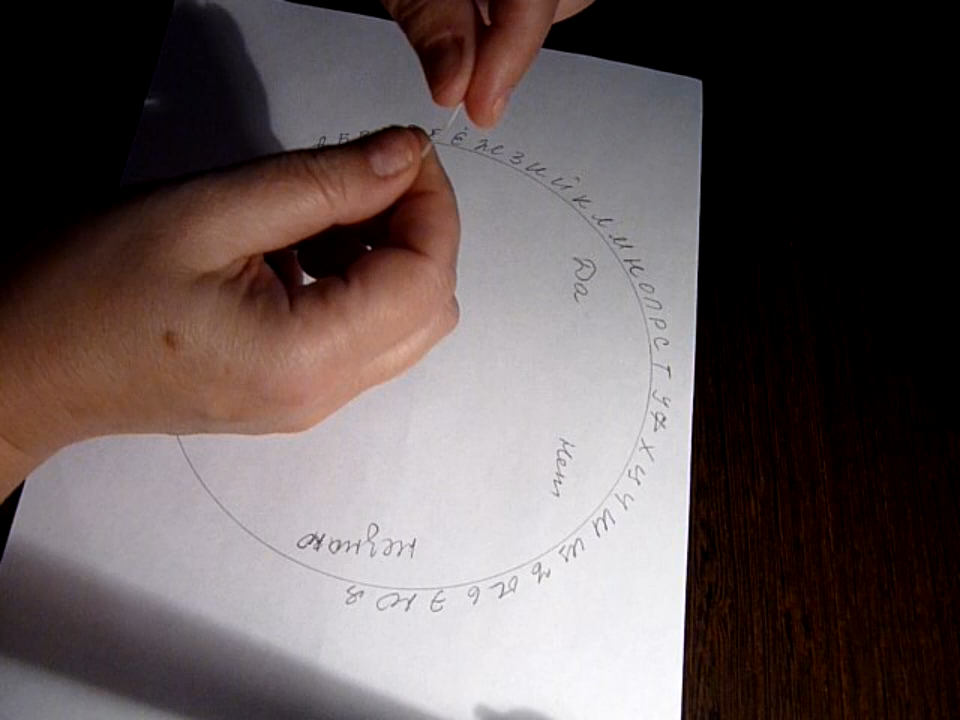 А Б В Г Д Е Ё Ж З И Й К Л М Н О П Р С Т У Ф Х Ц Ч Ш Щ Ъ Ы Ь Э Ю Я
Да
Нет
незнаю